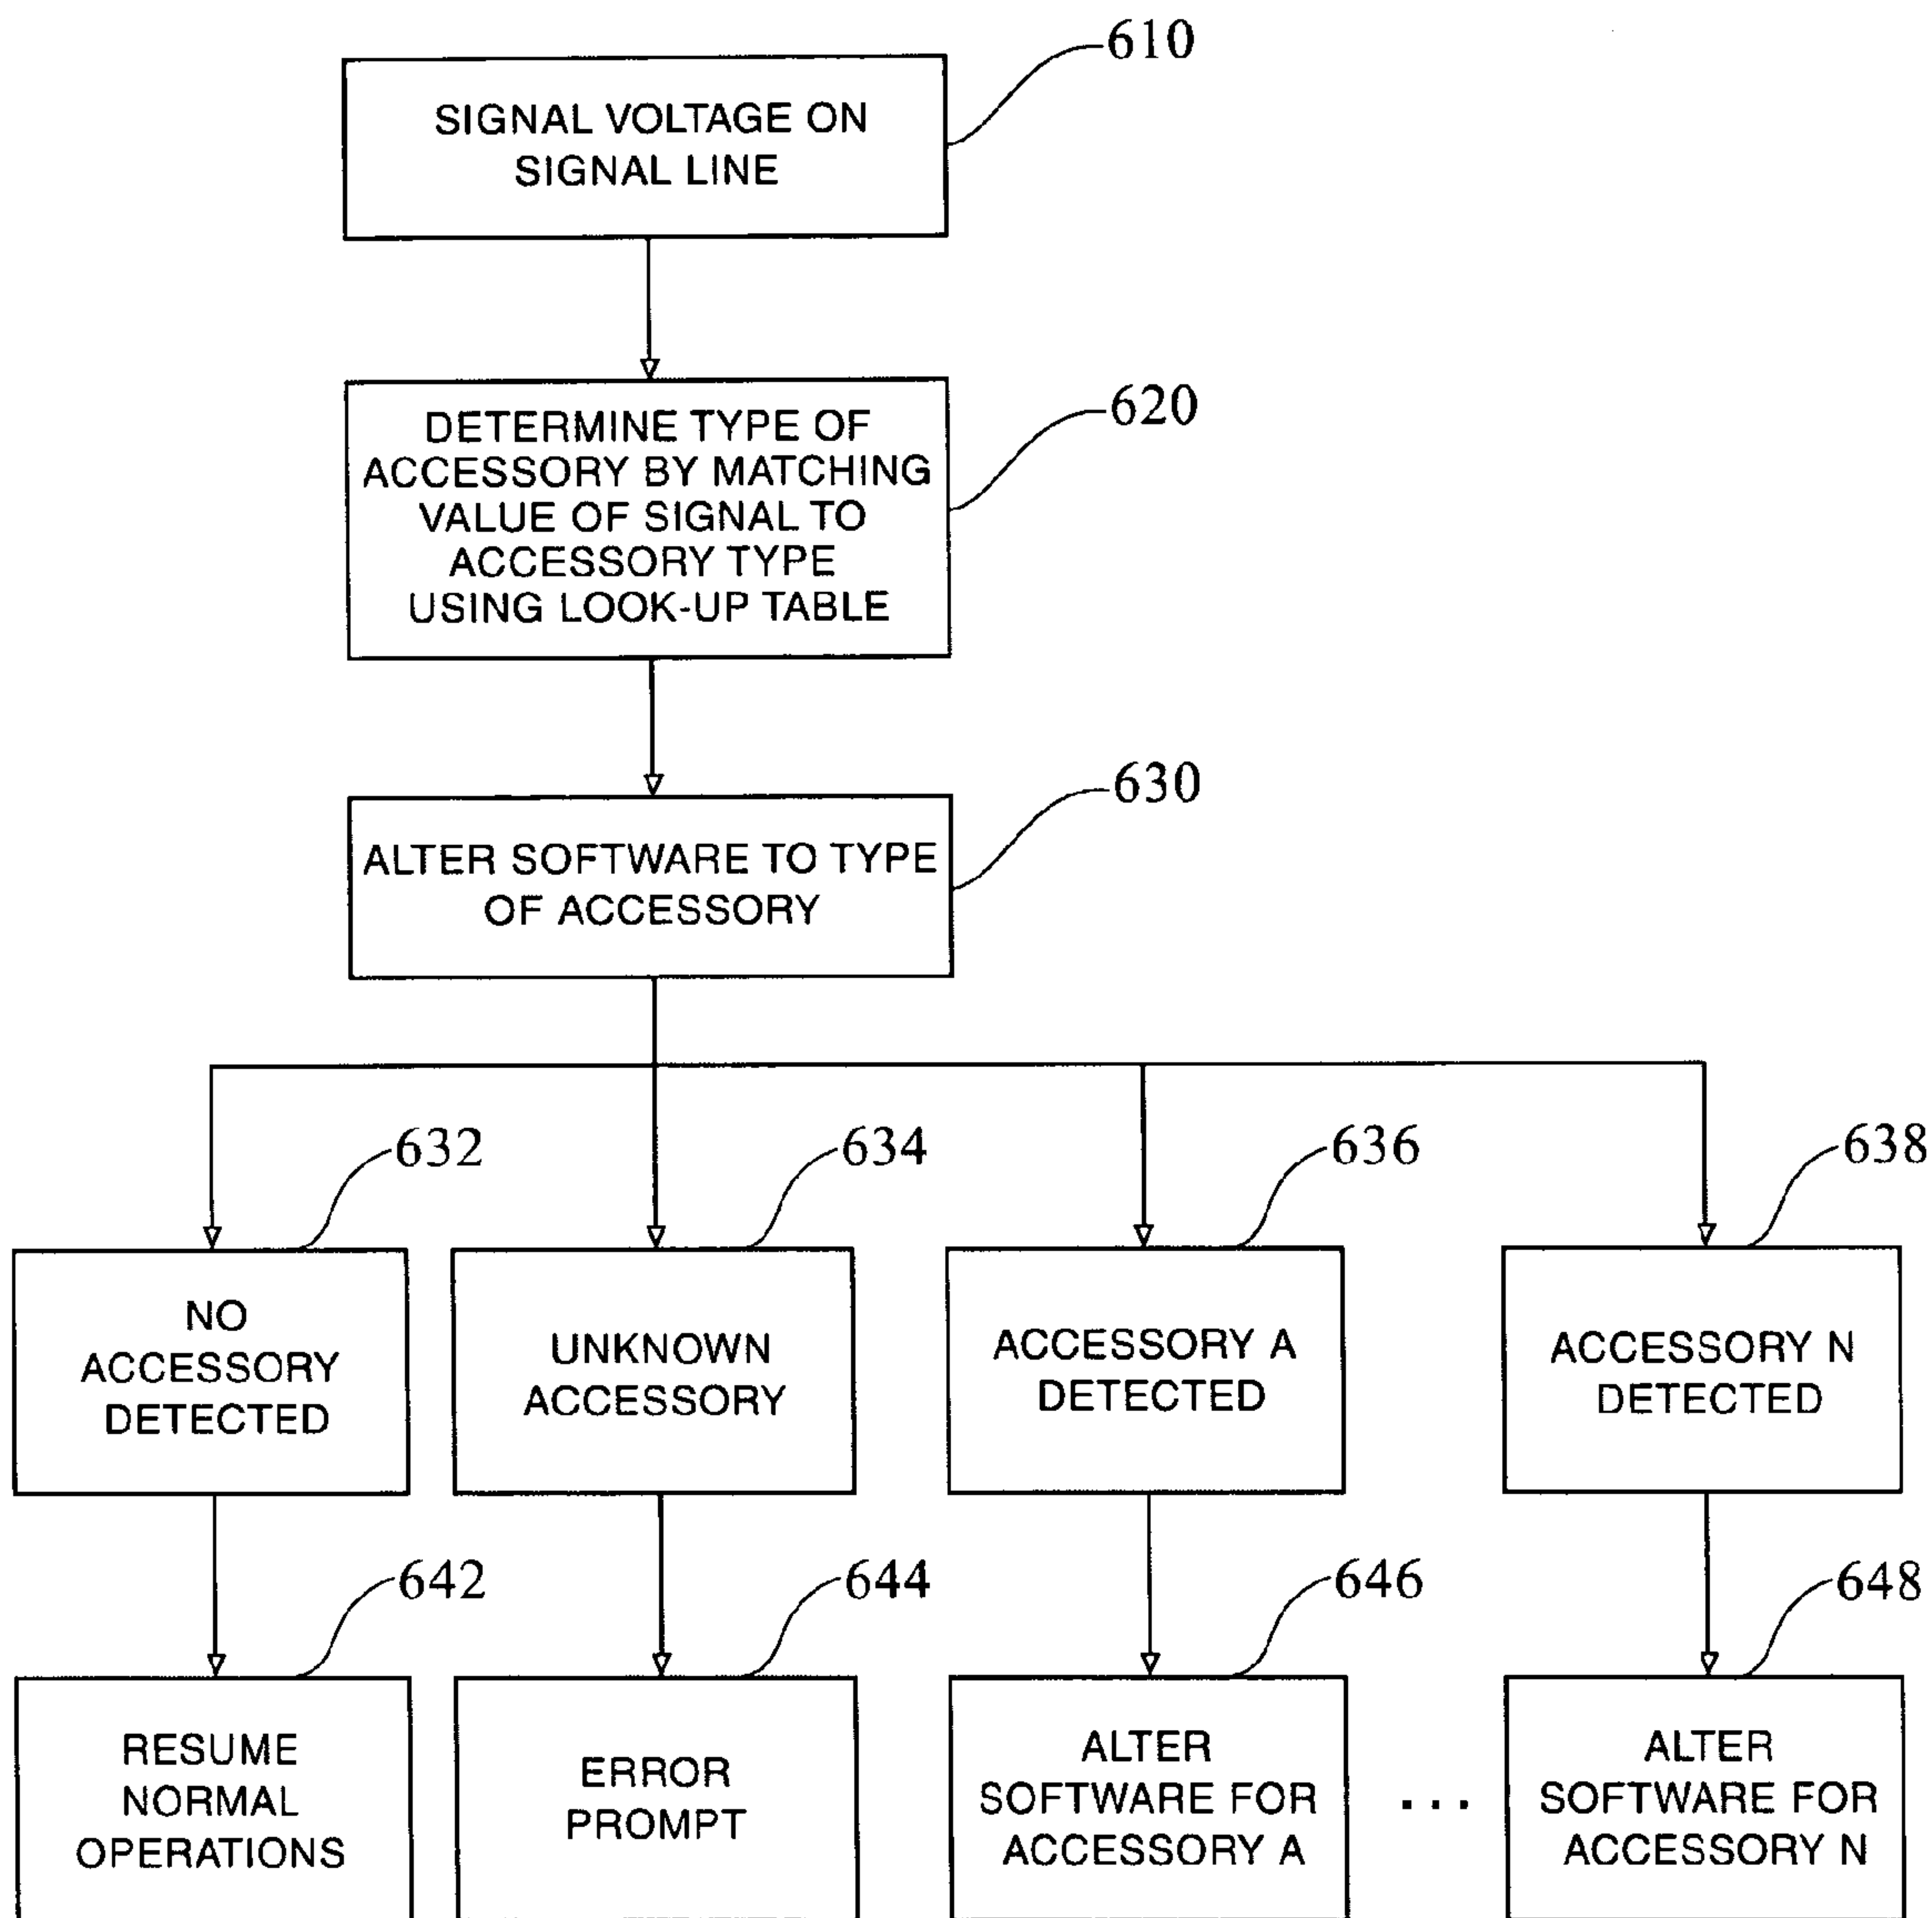 610
SIGNAL VOLTAGE ON
SIGNAL LINE
620
DETERMINE TYPE OF
ACCESSORY BY MATCHING
VALUE OF SIGNAL TO
ACCESSORY TYPE
USING LOOK-UP TABLE
630
ALTER SOFTWARE TO TYPE
OF ACCESSORY
632
NO
ACCESSORY
DETECTED
634
UNKNOWN
ACCESSORY
636
ACCESSORY A
DETECTED
638
ACCESSORY N
DETECTED
642
RESUME
NORMAL
OPERATIONS
644
ERROR
PROMPT
646
ALTER
SOFTWARE FOR
ACCESSORY A
...
648
ALTER
SOFTWARE FOR
ACCESSORY N